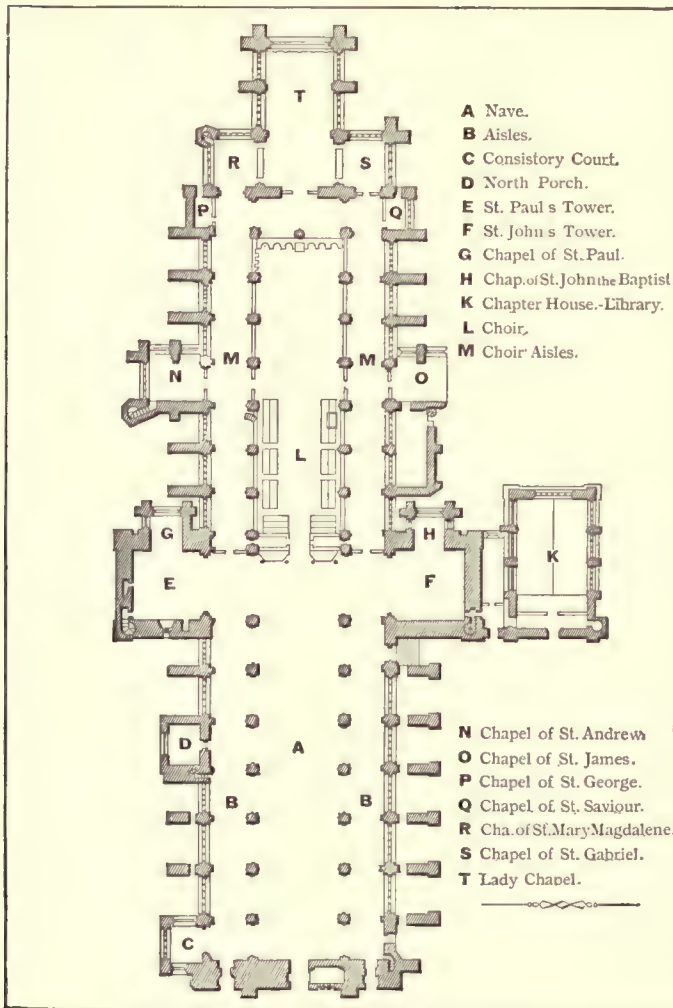 T
R
S
P
Q
M
M
N
O
L
G
H
E
F
K
D
A
B
B
C
A Nave.
B Aisles.
C Consistory Court.
D North Porch.
E St. Paul s Tower.
F St. John s Tower.
G Chapel of St. Paul.
H Chap. of St. John the Baptist
K Chapter House.-Library.
L Choir.
M Choir Aisles.
N Chapel of St. Andrew
O Chapel of St. James.
P Chapel of St. George.
Q Chapel of St. Saviour.
R Cha. of St. Mary Magdalene.
S Chapel of St. Gabriel.
T Lady Chapel.